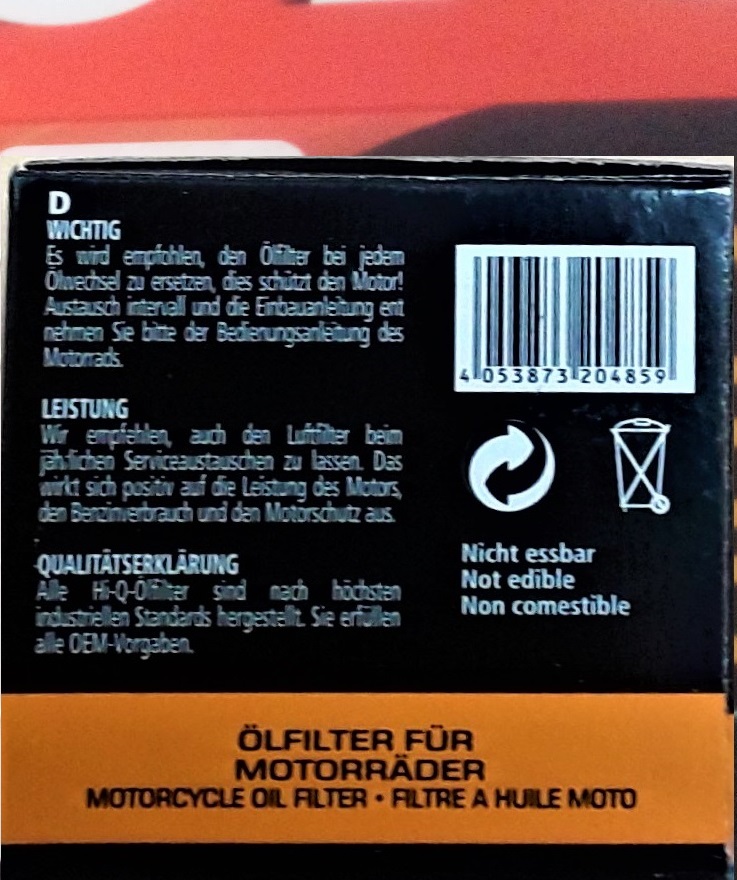 D
WICHTIG
Es wird empfohlen, den Ölfilter bei jedem
Ölwechsel zu ersetzen, dies schützt den Motor!
Austausch intervall und die Einbauanleitung ent
nehmen Sie bitte der Bedienungsanleitung des
Motorrads.
LEISTUNG
Wir empfehlen, auch den Luftfilter beim
jährlichen Serviceaustauschen zu lassen. Das
wirkt sich positiv auf die Leistung des Motors,
den Benzinverbrauch und den Motorschutz aus.
QUALITÄTSERKLÄRUNG
Alle Hi-Q-Ölfilter sind nach höchsten
industriellen Standards hergestellt. Sie erfüllen
alle OEM-Vorgaben.
4 053873 204859
Nicht essbar
Not edible
Non comestible
ÖLFILTER FÜR
MOTORRÄDER
MOTORCYCLE OIL FILTER • FILTRE A HUILE MOTO